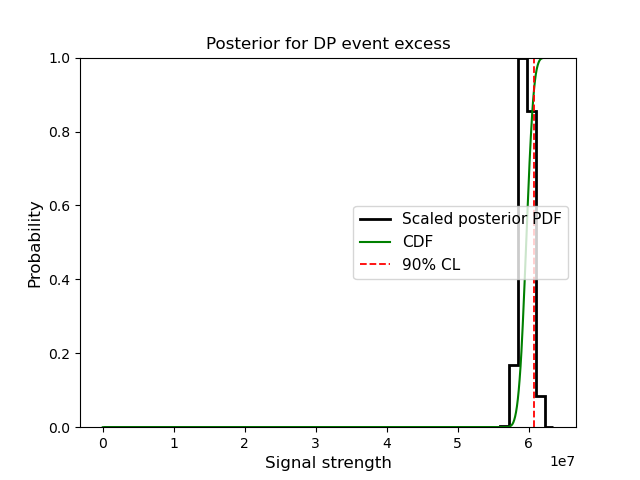 Posterior for DP event excess
1.0
0.8
0.6
0.4
0.2
0.0
Probability
Scaled posterior PDF
CDF
90% CL
0 1 2 3 4 5 6
1e7
Signal strength